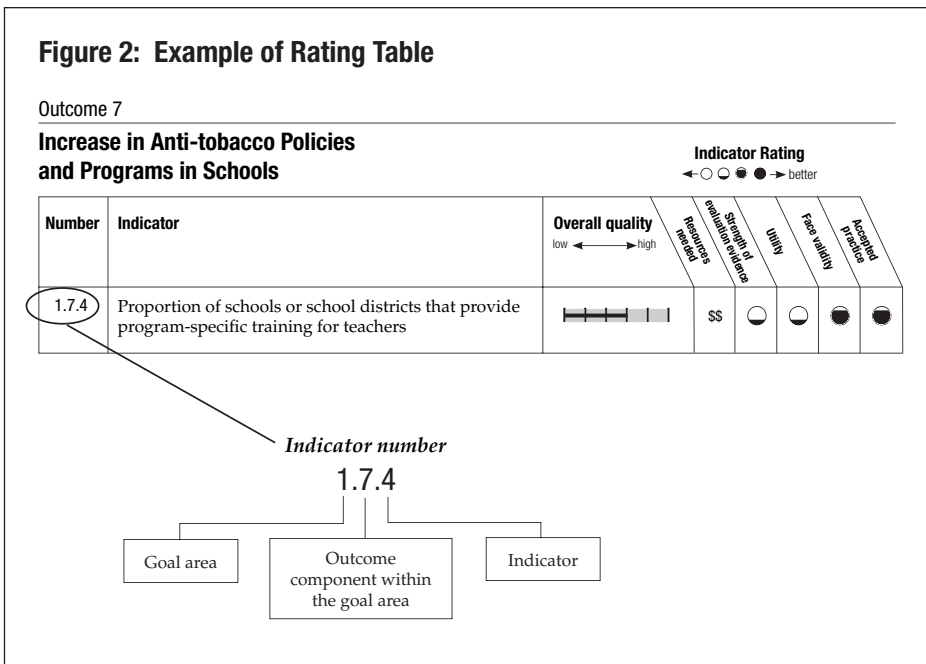 Figure 2: Example of Rating Table
Outcome 7
Increase in Anti-tobacco Policies
and Programs in Schools
Indicator Rating
better
Number
Indicator
Overall quality
low
high
Resources
needed
Strength of
evaluation evidence
Utility
Face validity
Accepted
practice
1.7.4
Proportion of schools or school districts that provide
program-specific training for teachers
$$
Indicator number
1.7.4
Goal area
Outcome
component within
the goal area
Indicator